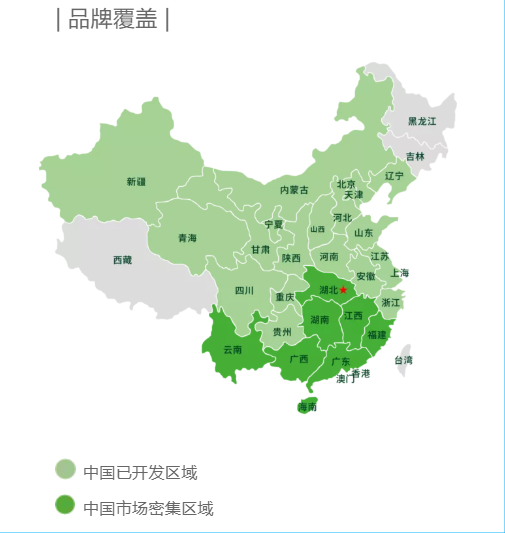 | 品牌覆盖 |
黑龙江
吉林
辽宁
新疆
内蒙古
北京
天津
河北
宁夏
山西
山东
青海
甘肃
陕西
河南
江苏
西藏
安徽
上海
四川
重庆
湖北
浙江
湖南
江西
贵州
福建
云南
广西
广东
台湾
香港
澳门
海南
中国已开发区域
中国市场密集区域